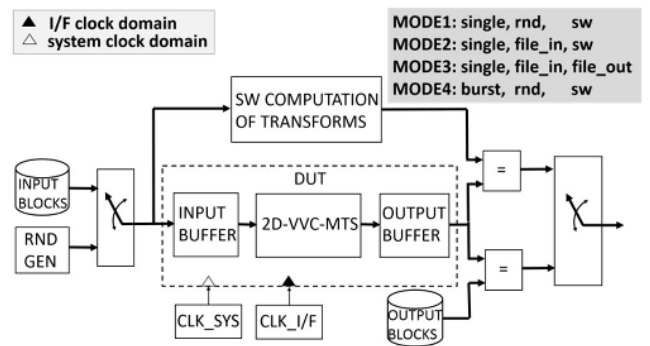 I/F clock domain
system clock domain
MODE1: single, rnd, sw
MODE2: single, file_in, sw
MODE3: single, file_in, file_out
MODE4: burst, rnd, sw
SW COMPUTATION
OF TRANSFORMS
INPUT
BLOCKS
RND
GEN
DUT
INPUT
BUFFER
2D-VVC-MTS
OUTPUT
BUFFER
=
=
CLK_SYS
CLK_I/F
OUTPUT
BLOCKS